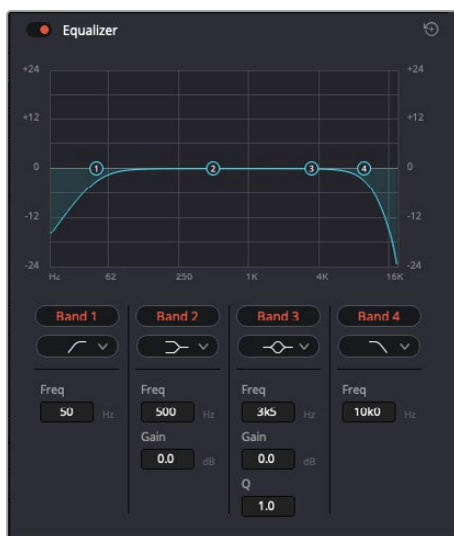 Equalizer
+24 +24
+12 +12
0 1 2 3 4 0
-12 -12
-24 -24
Hz 62 250 1K 4K 16K
Band 1 Band 2 Band 3 Band 4
Freq Freq Freq Freq
50 Hz 500 Hz 3k5 Hz 10k0 Hz
Gain Gain
0.0 dB 0.0 dB
Q
1.0